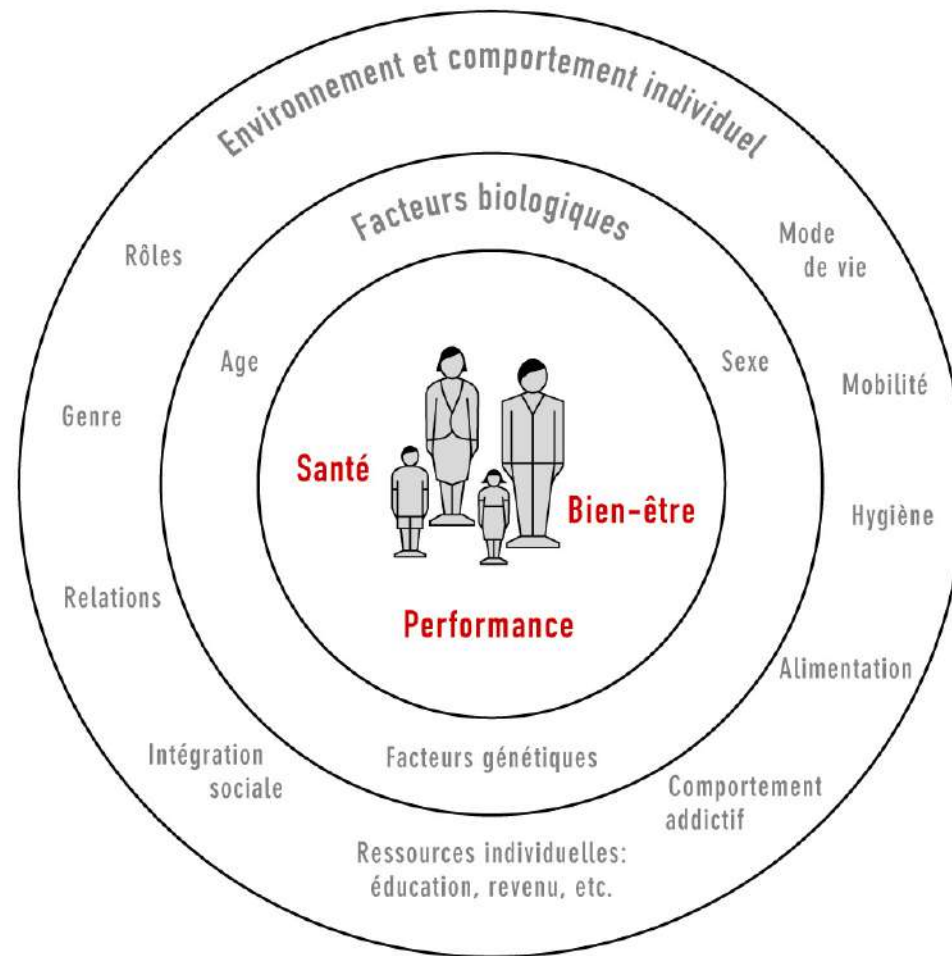 Environnement et comportement individuel
Facteurs biologiques
Rôles
Mode
de vie
Age
Sexe
Mobilité
Genre
Santé
Bien-être
Hygiène
Relations
Performance
Alimentation
Intégration
sociale
Facteurs génétiques
Comportement
addictif
Ressources individuelles:
éducation, revenu, etc.